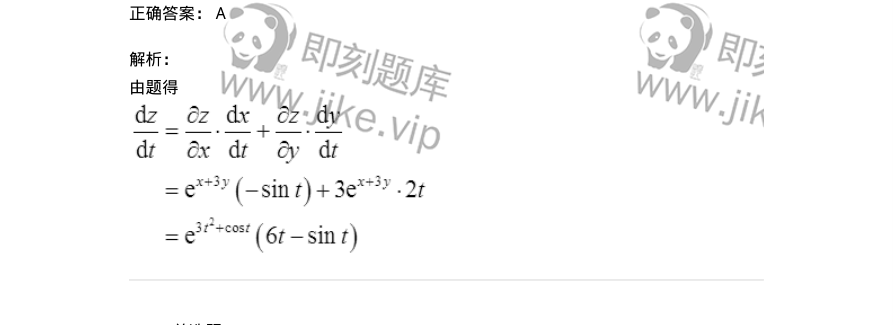 正确答案： A
解析：
由题得
dz/dt = ∂z/∂x · dx/dt + ∂z/∂y · dy/dt
= e^{x+3y}(−sin t) + 3e^{x+3y} · 2t
= e^{3t²+cost}(6t − sin t)
即刻题库
www.jike.vip
即刻
www.jik